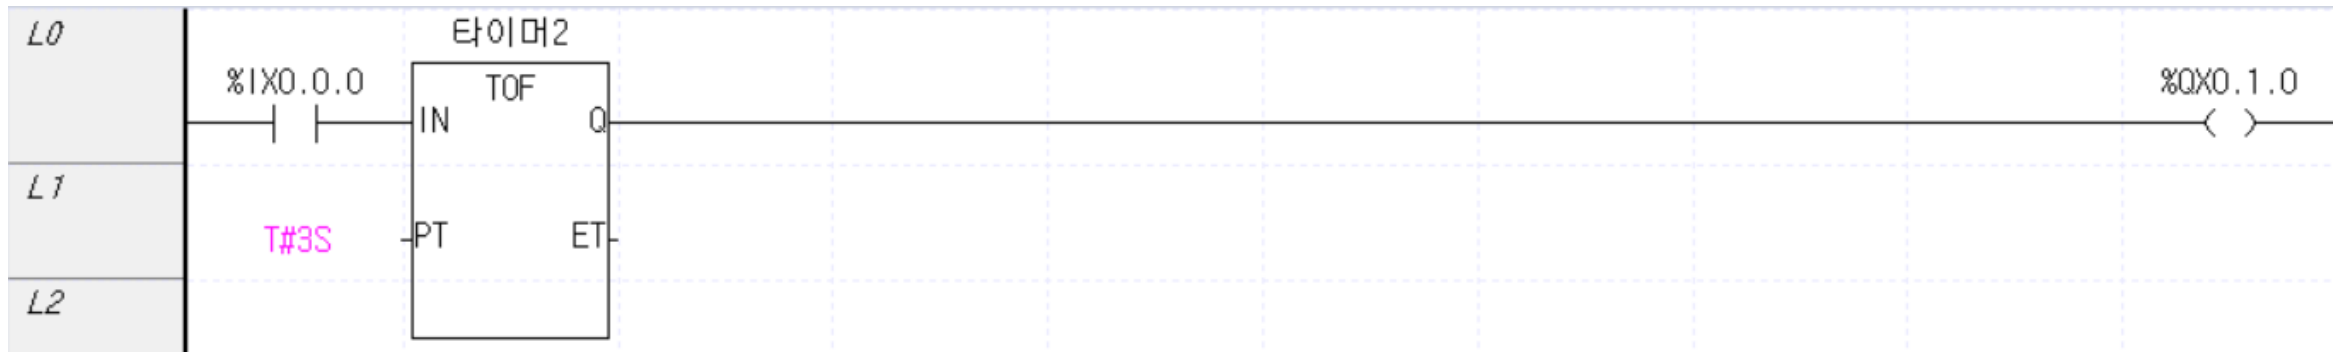 L0
타이머2
%IX0.0.0
TOF
%QX0.1.0
IN
Q
L1
T#3S
PT
ET
L2